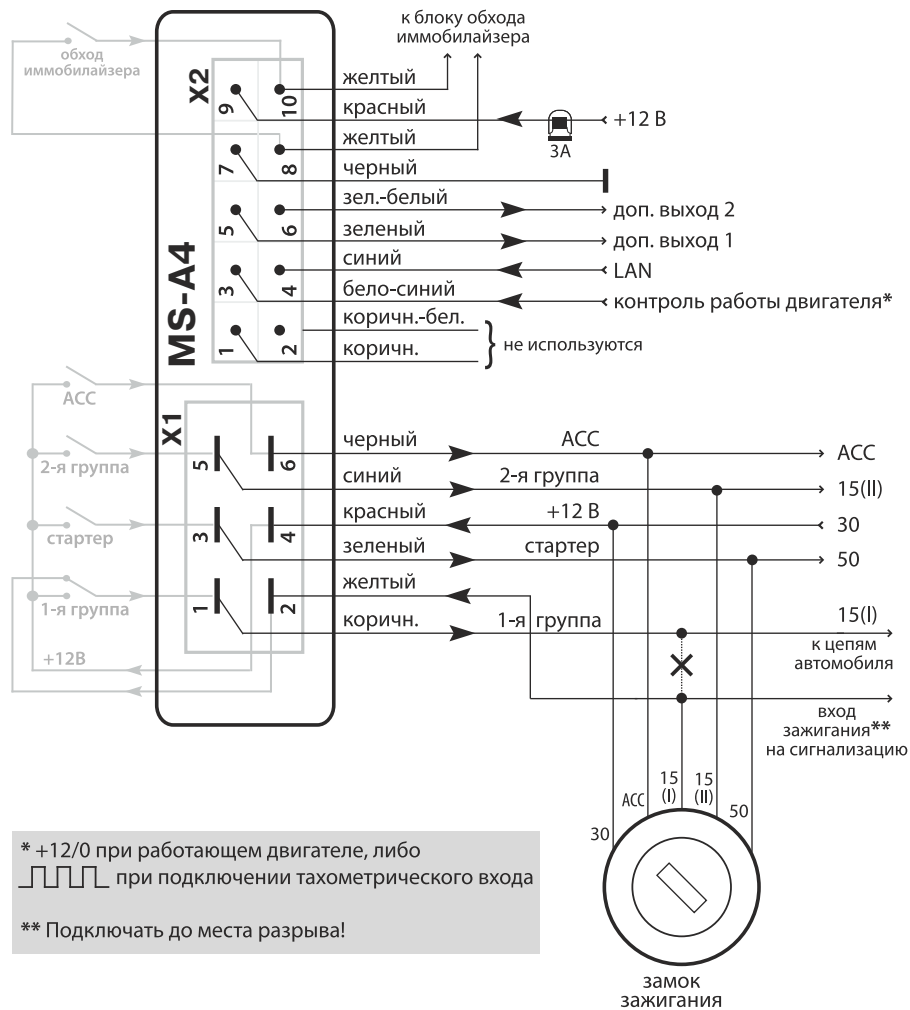 к блоку обхода
иммобилайзера
обход
иммобилайзера
MS-A4
X2
9
10
7
8
5
6
3
4
1
2
желтый
красный
+12 В
3А
желтый
черный
зел.-белый
доп. выход 2
зеленый
доп. выход 1
синий
LAN
бело-синий
контроль работы двигателя*
коричн.-бел.
коричн.
не используются
АСС
2-я группа
стартер
1-я группа
+12В
X1
5
6
3
4
1
2
черный
АСС
АСС
синий
2-я группа
15(II)
красный
+12 В
30
зеленый
стартер
50
желтый
коричн.
1-я группа
15(I)
к цепям
автомобиля
вход
зажигания**
на сигнализацию
30
АСС
15
(I)
15
(II)
50
замок
зажигания
* +12/0 при работающем двигателе, либо
при подключении тахометрического входа
** Подключать до места разрыва!